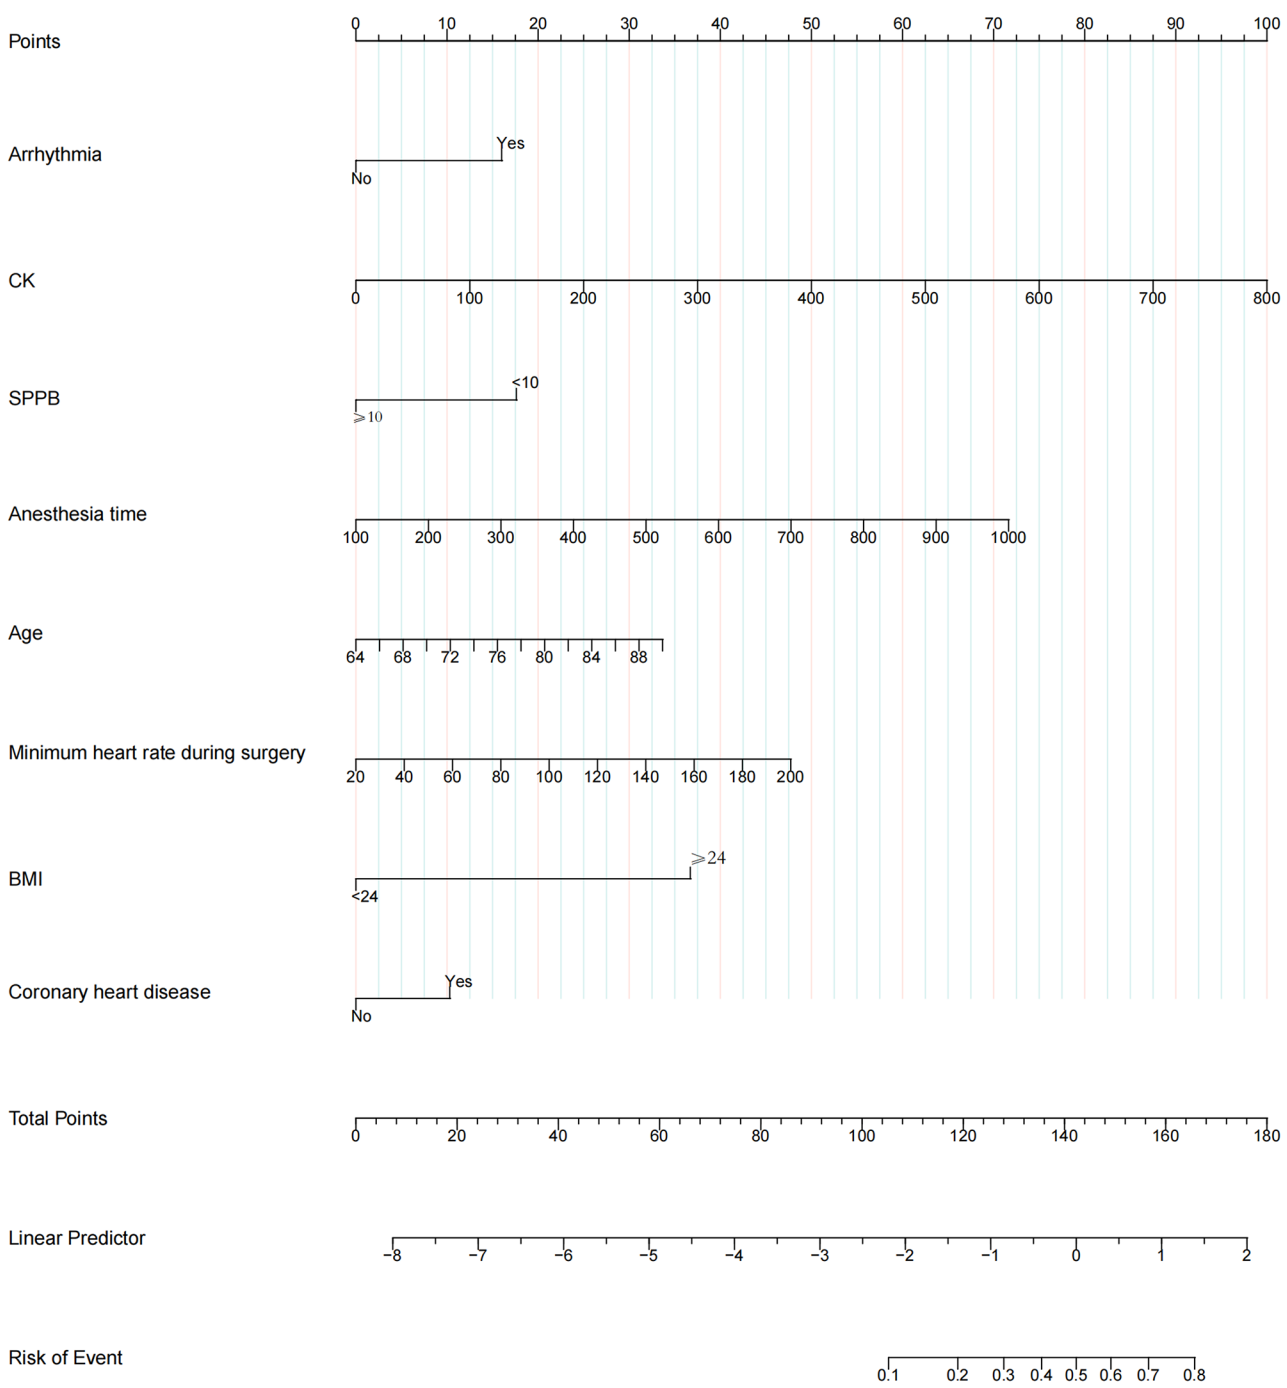 Points 0 10 20 30 40 50 60 70 80 90 100
Arrhythmia
Yes
No
CK
0 100 200 300 400 500 600 700 800
SPPB
<10
⩾10
Anesthesia time
100 200 300 400 500 600 700 800 900 1000
Age
64 68 72 76 80 84 88
Minimum heart rate during surgery
20 40 60 80 100 120 140 160 180 200
BMI
⩾24
<24
Coronary heart disease
Yes
No
Total Points
0 20 40 60 80 100 120 140 160 180
Linear Predictor
−8 −7 −6 −5 −4 −3 −2 −1 0 1 2
Risk of Event
0.1 0.2 0.3 0.4 0.5 0.6 0.7 0.8